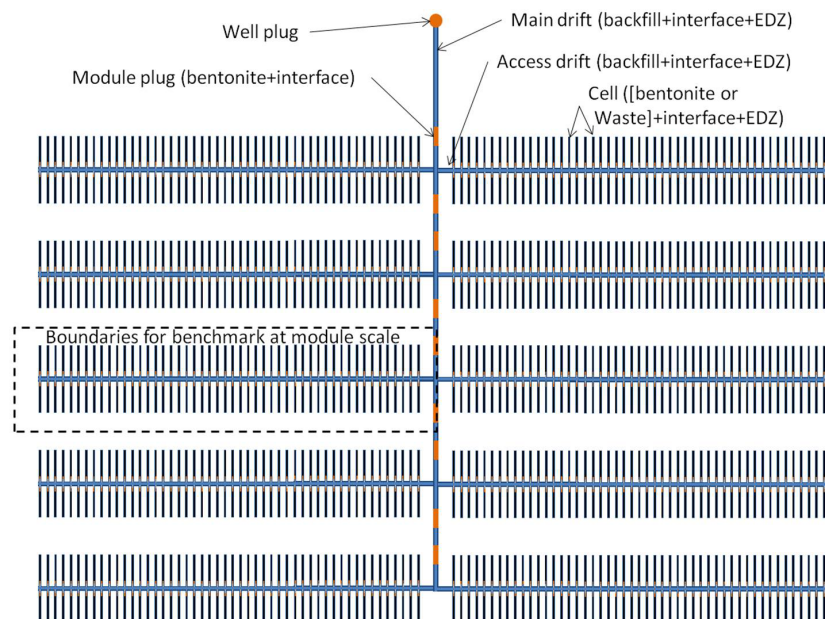 Well plug
Main drift (backfill+interface+EDZ)
Access drift (backfill+interface+EDZ)
Module plug (bentonite+interface)
Cell ([bentonite or
Waste]+interface+EDZ)
Boundaries for benchmark at module scale